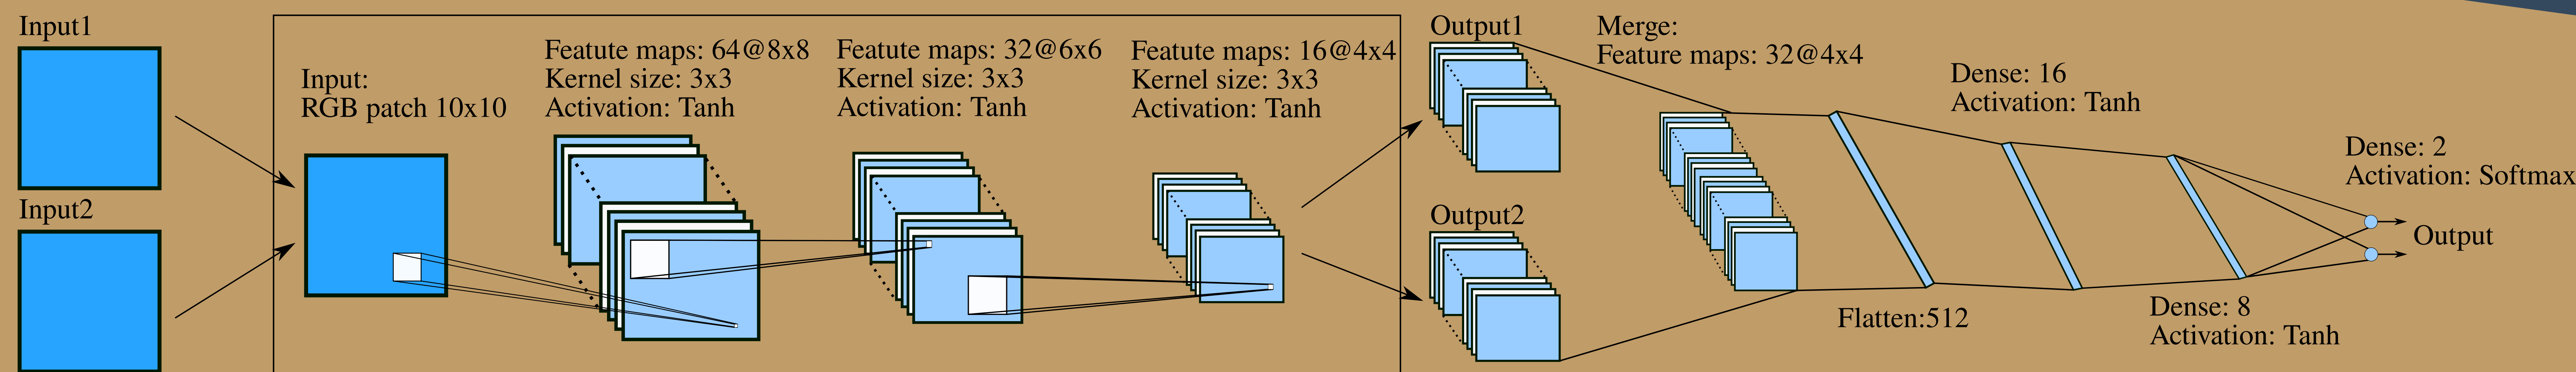 Input1
Input2
Input:
RGB patch 10x10
Featute maps: 64@8x8
Kernel size: 3x3
Activation: Tanh
Featute maps: 32@6x6
Kernel size: 3x3
Activation: Tanh
Featute maps: 16@4x4
Kernel size: 3x3
Activation: Tanh
Output1
Output2
Merge:
Feature maps: 32@4x4
Flatten:512
Dense: 16
Activation: Tanh
Dense: 8
Activation: Tanh
Dense: 2
Activation: Softmax
Output